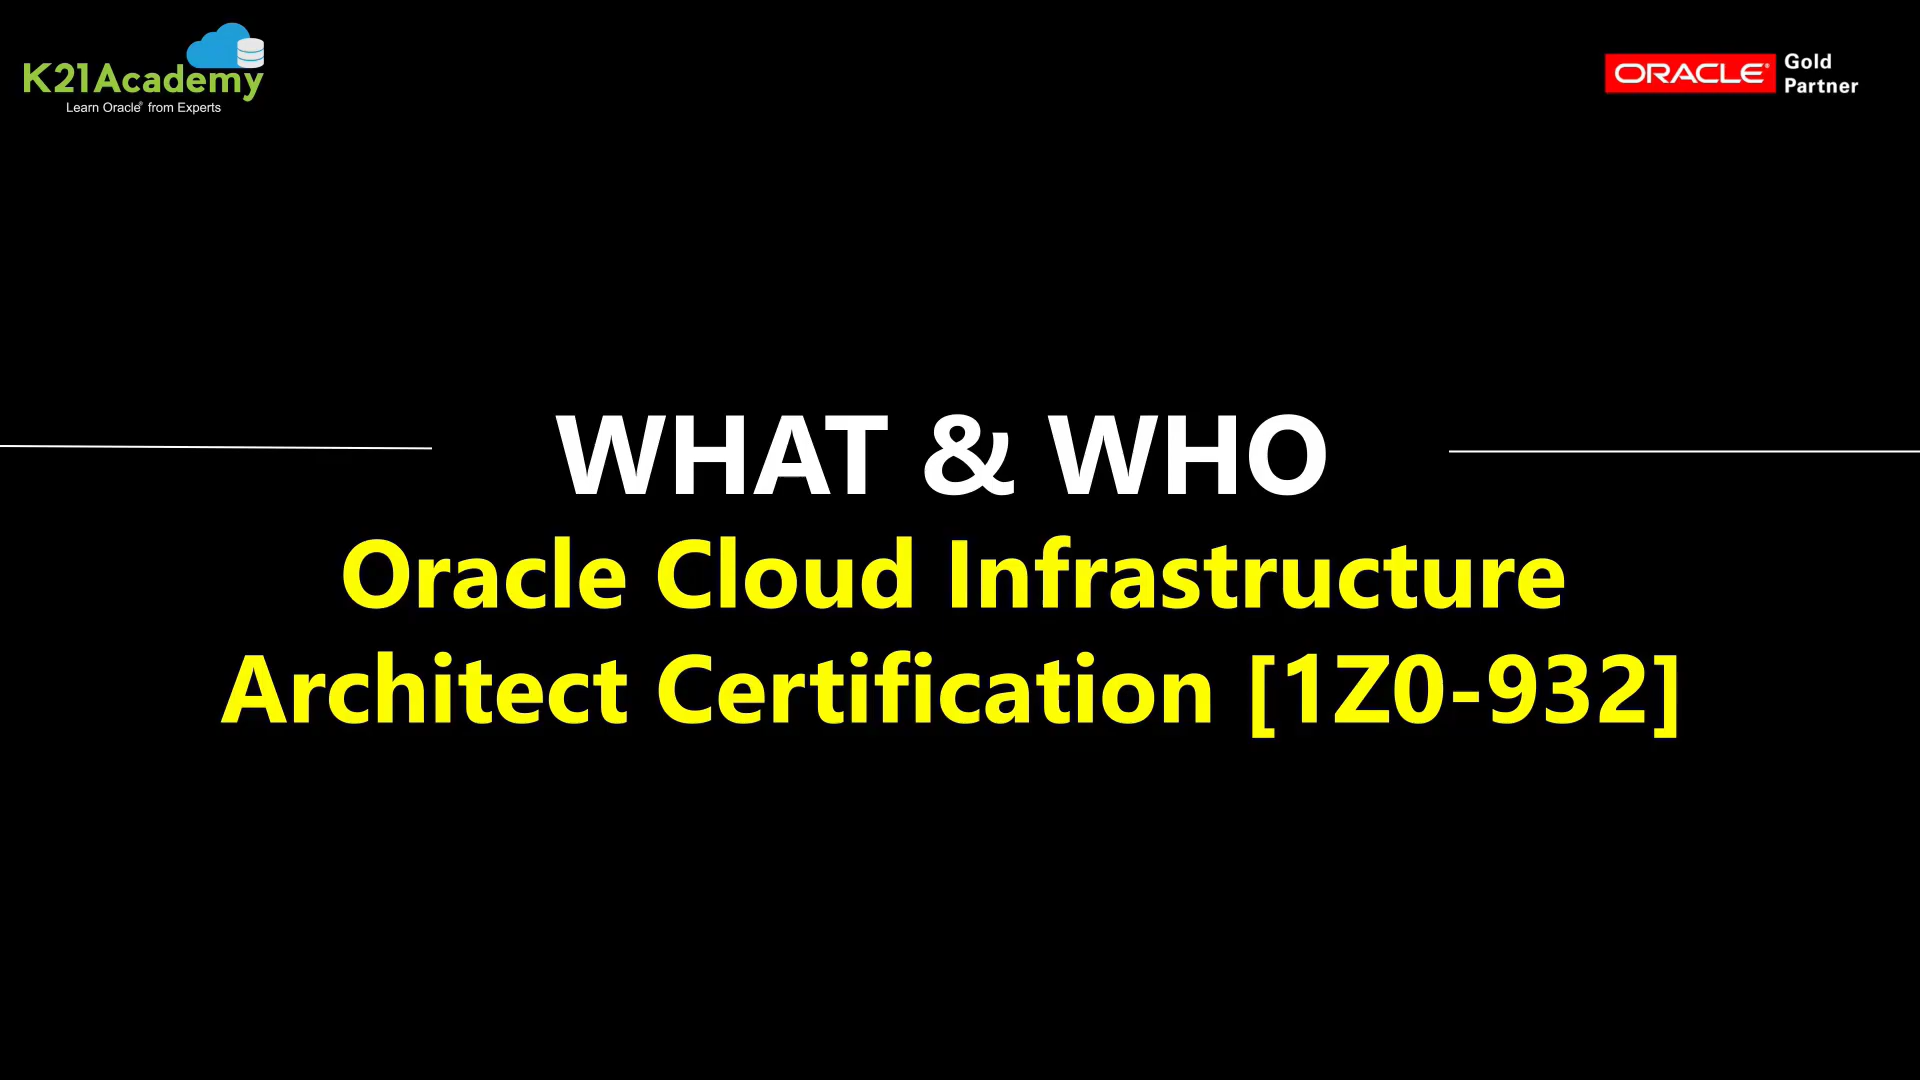 K21Academy
Learn Oracle® from Experts
ORACLE® Gold
Partner
WHAT & WHO
Oracle Cloud Infrastructure
Architect Certification [1Z0-932]